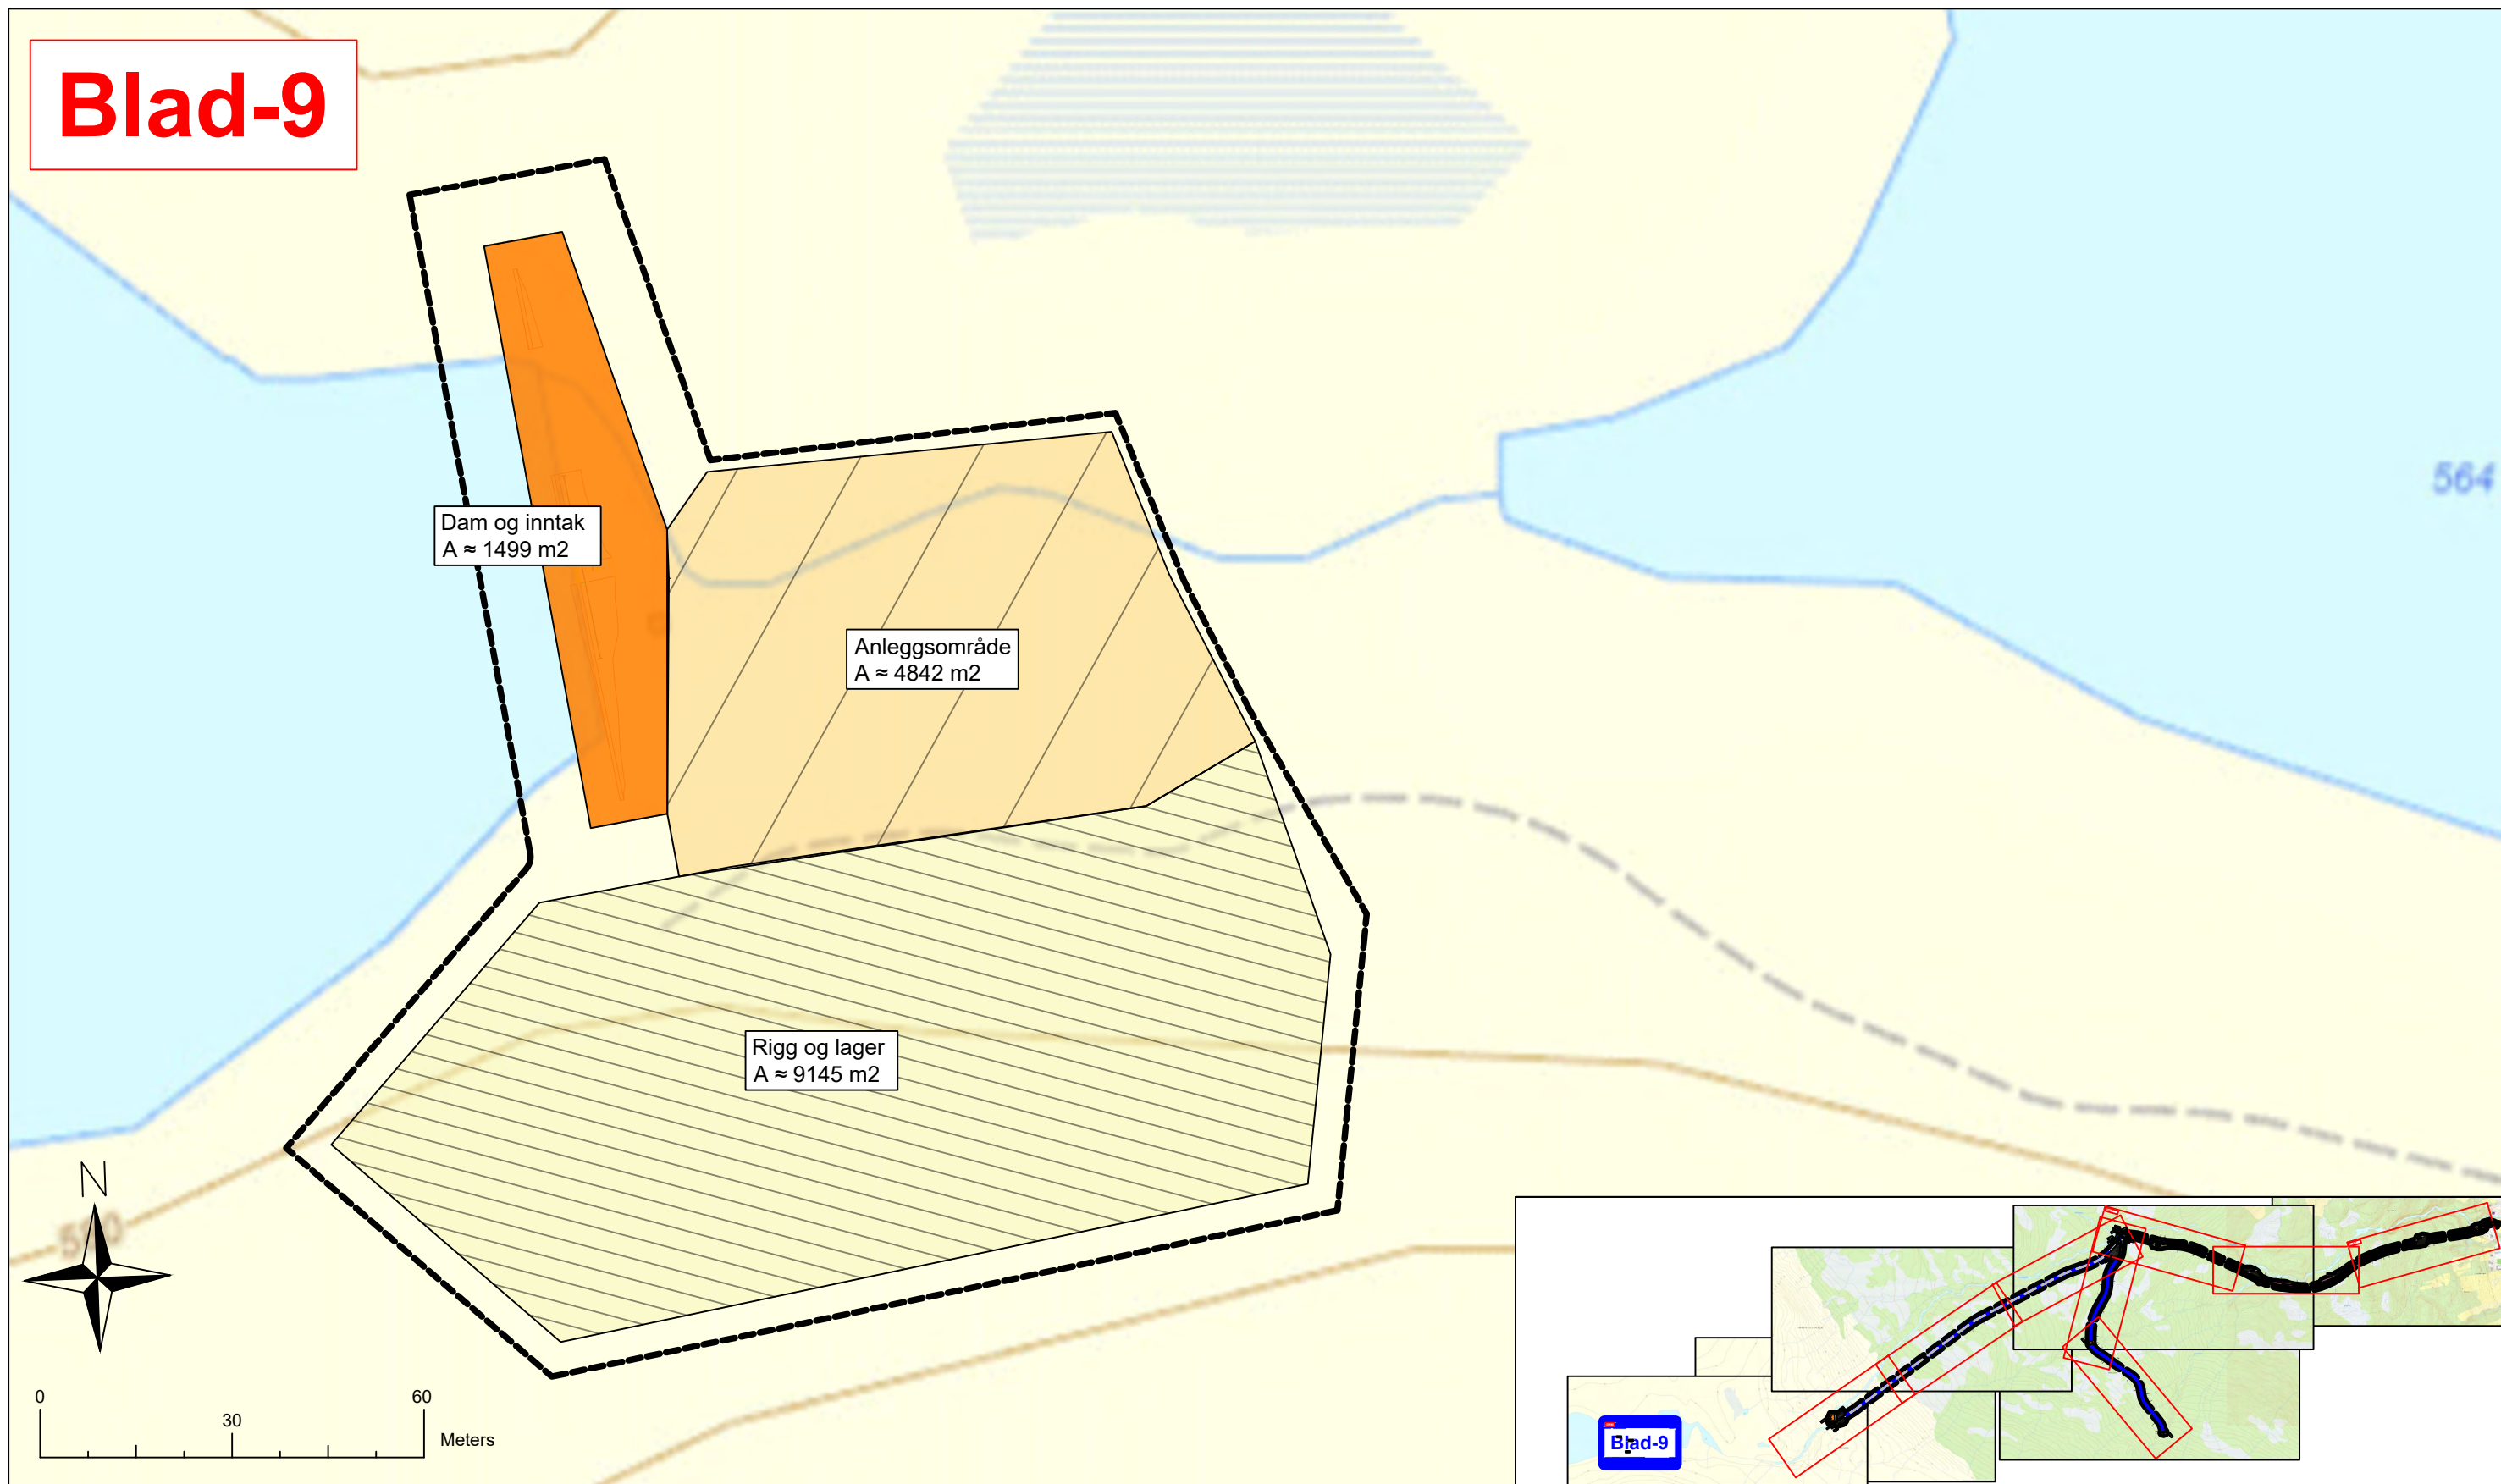 Blad-9
564
Dam og inntak
A ≈ 1499 m2
Anleggsområde
A ≈ 4842 m2
Rigg og lager
A ≈ 9145 m2
N
0
30
60
Meters
Blad-9